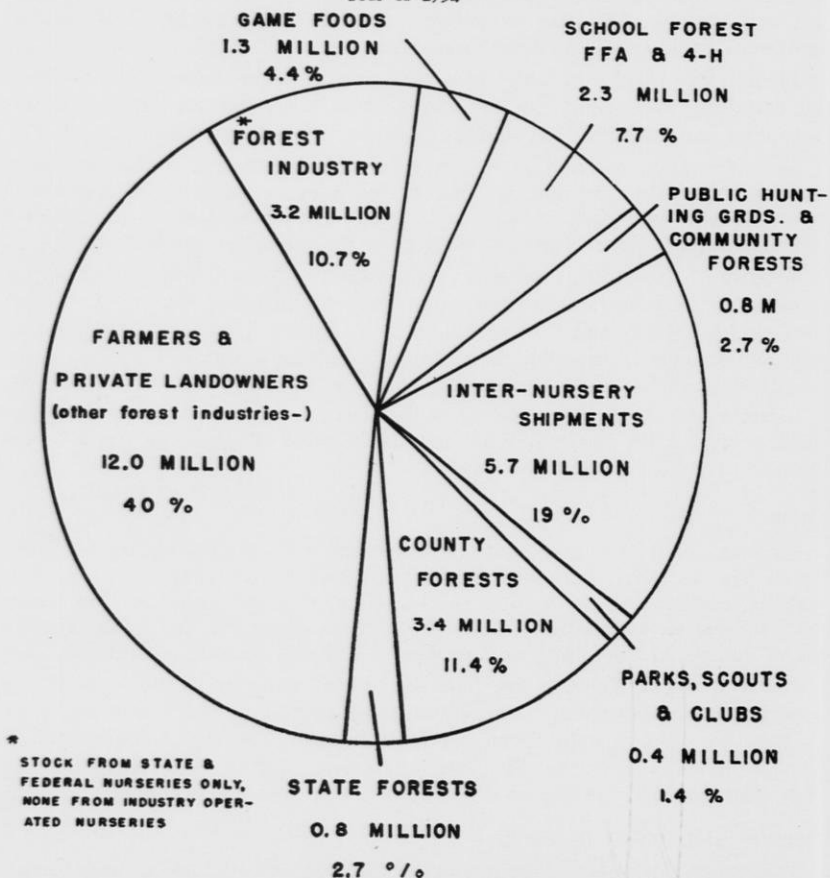 GAME FOODS
1.3 MILLION
4.4%
SCHOOL FOREST
FFA & 4-H
2.3 MILLION
7.7 %
*
FOREST
INDUSTRY
3.2 MILLION
10.7%
PUBLIC HUNT-
ING GRDS. &
COMMUNITY
FORESTS
0.8 M
2.7 %
FARMERS &
PRIVATE LANDOWNERS
(other forest industries-)
12.0 MILLION
40 %
INTER-NURSERY
SHIPMENTS
5.7 MILLION
19 %
COUNTY
FORESTS
3.4 MILLION
11.4%
PARKS, SCOUTS
& CLUBS
0.4 MILLION
1.4 %
STATE FORESTS
0.8 MILLION
2.7 %
*
STOCK FROM STATE &
FEDERAL NURSERIES ONLY,
NONE FROM INDUSTRY OPER-
ATED NURSERIES